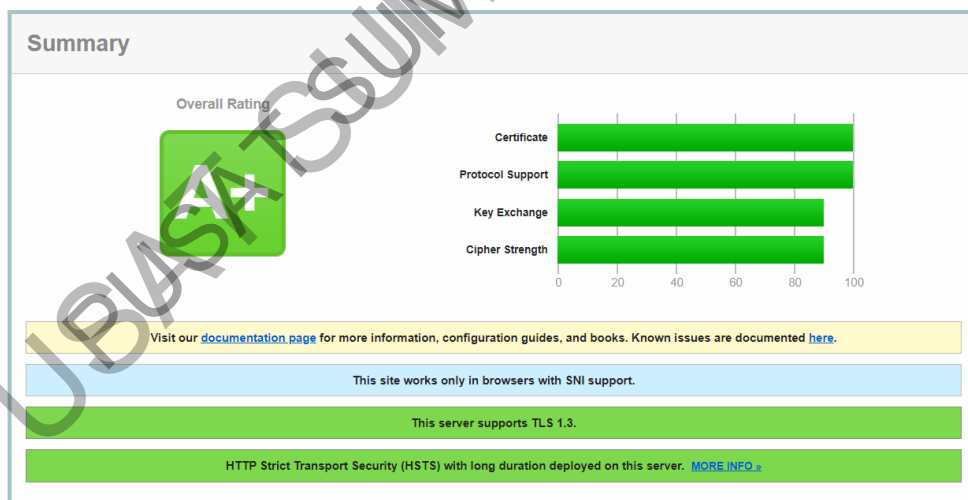 Summary
Overall Rating
A+
Certificate
Protocol Support
Key Exchange
Cipher Strength
0 20 40 60 80 100
Visit our documentation page for more information, configuration guides, and books. Known issues are documented here.
This site works only in browsers with SNI support.
This server supports TLS 1.3.
HTTP Strict Transport Security (HSTS) with long duration deployed on this server. MORE INFO »